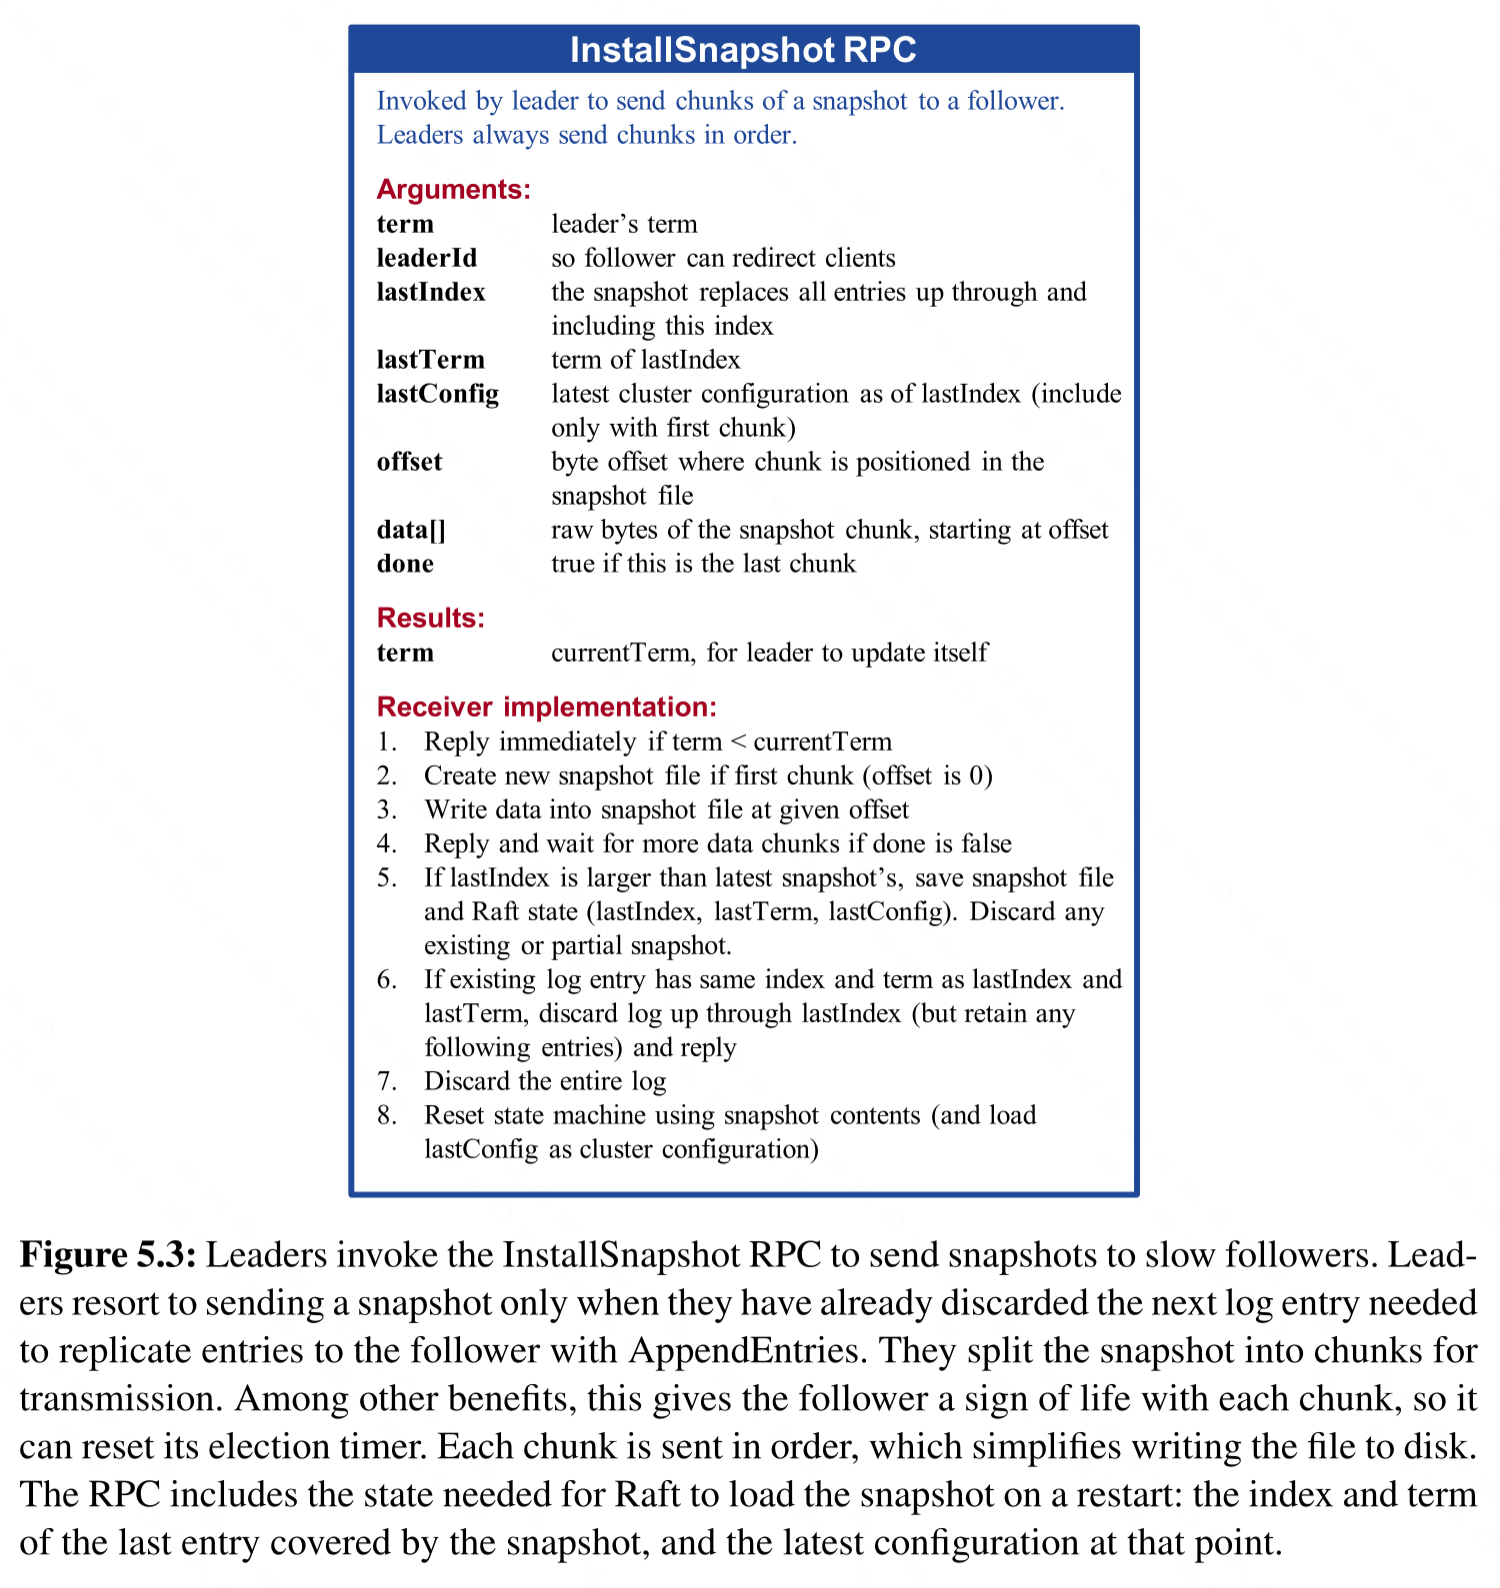 InstallSnapshot RPC
Invoked by leader to send chunks of a snapshot to a follower.
Leaders always send chunks in order.
Arguments:
term leader’s term
leaderId so follower can redirect clients
lastIndex the snapshot replaces all entries up through and
including this index
lastTerm term of lastIndex
lastConfig latest cluster configuration as of lastIndex (include
only with first chunk)
offset byte offset where chunk is positioned in the
snapshot file
data[] raw bytes of the snapshot chunk, starting at offset
done true if this is the last chunk
Results:
term currentTerm, for leader to update itself
Receiver implementation:
1. Reply immediately if term < currentTerm
2. Create new snapshot file if first chunk (offset is 0)
3. Write data into snapshot file at given offset
4. Reply and wait for more data chunks if done is false
5. If lastIndex is larger than latest snapshot’s, save snapshot file
and Raft state (lastIndex, lastTerm, lastConfig). Discard any
existing or partial snapshot.
6. If existing log entry has same index and term as lastIndex and
lastTerm, discard log up through lastIndex (but retain any
following entries) and reply
7. Discard the entire log
8. Reset state machine using snapshot contents (and load
lastConfig as cluster configuration)
Figure 5.3: Leaders invoke the InstallSnapshot RPC to send snapshots to slow followers. Lead-
ers resort to sending a snapshot only when they have already discarded the next log entry needed
to replicate entries to the follower with AppendEntries. They split the snapshot into chunks for
transmission. Among other benefits, this gives the follower a sign of life with each chunk, so it
can reset its election timer. Each chunk is sent in order, which simplifies writing the file to disk.
The RPC includes the state needed for Raft to load the snapshot on a restart: the index and term
of the last entry covered by the snapshot, and the latest configuration at that point.